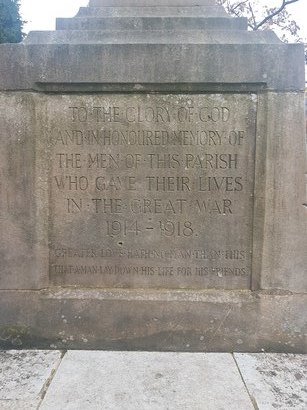 TO THE GLORY OF GOD
AND IN HONOURED MEMORY OF
THE MEN OF THIS PARISH
WHO GAVE THEIR LIVES
IN THE GREAT WAR
1914-1918.
GREATER LOVE HATH NO MAN THAN THIS
THAT A MAN LAY DOWN HIS LIFE FOR HIS FRIENDS